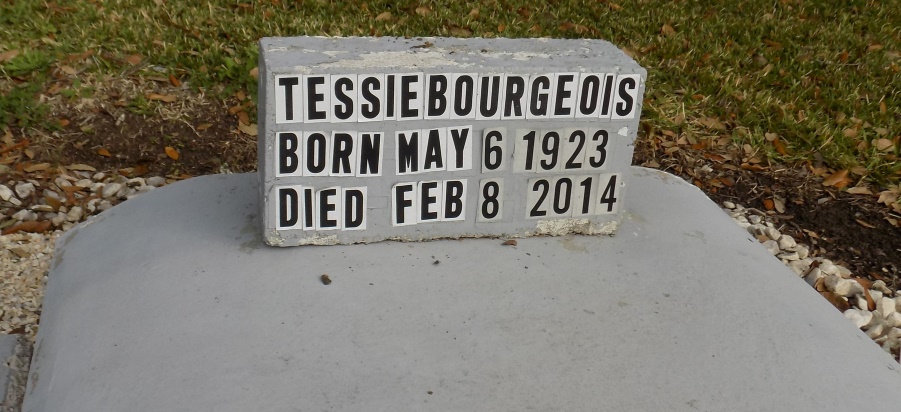 TESSIEBOURGEOIS
BORN MAY 6 1923
DIED FEB 8 2014